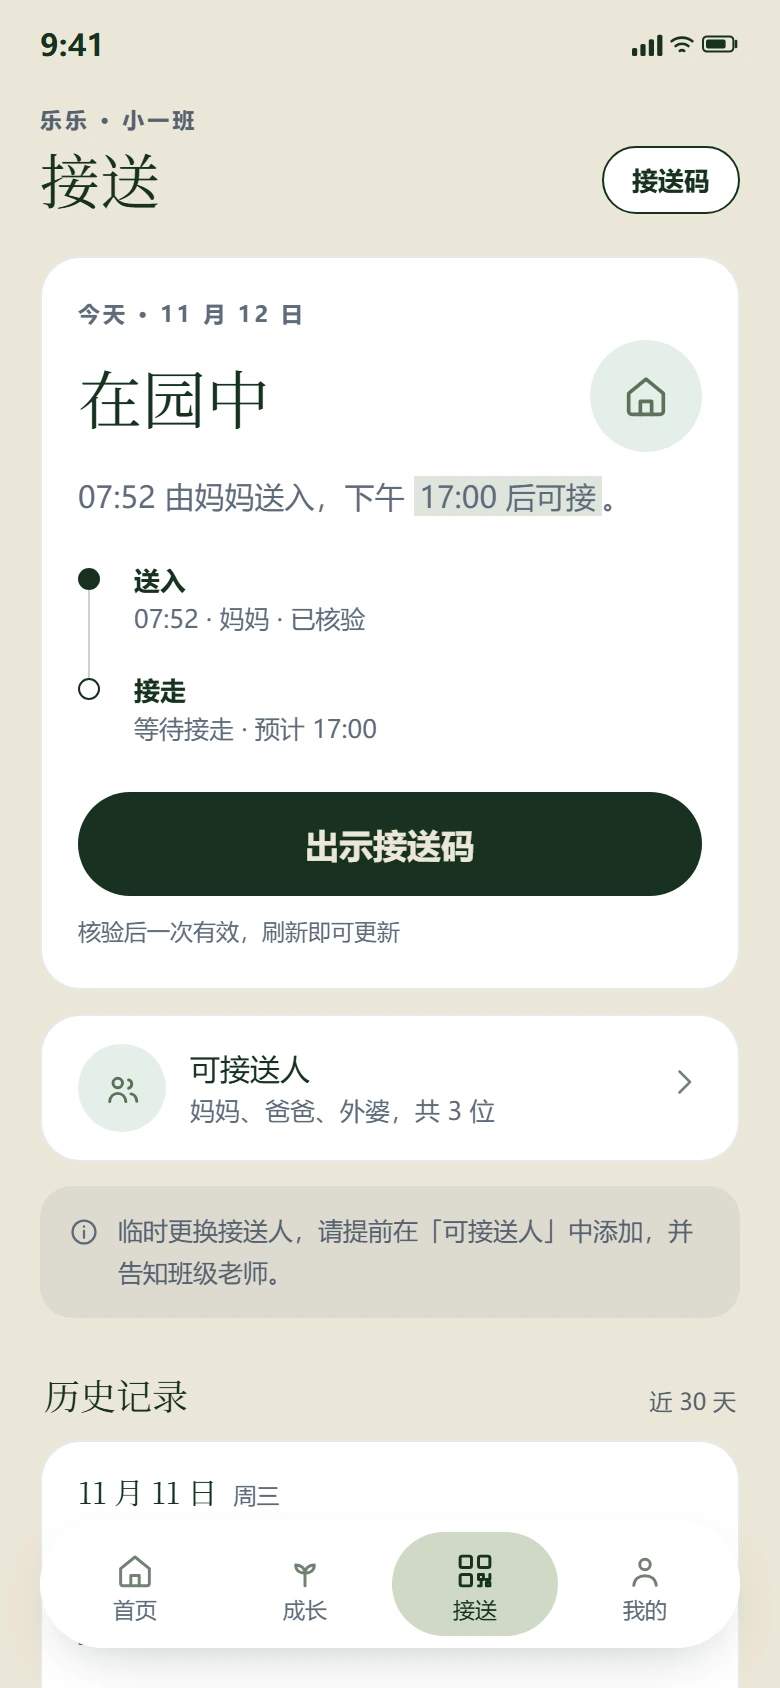 9:41
乐乐 • 小一班
接送
接送码
今天 • 11 月 12 日
在园中
07:52 由妈妈送入，下午 17:00 后可接。
送入
07:52 · 妈妈 · 已核验
接走
等待接走 · 预计 17:00
出示接送码
核验后一次有效，刷新即可更新
可接送人
妈妈、爸爸、外婆，共 3 位
临时更换接送人，请提前在「可接送人」中添加，并
告知班级老师。
历史记录
近 30 天
11 月 11 日 周三
首页
成长
接送
我的